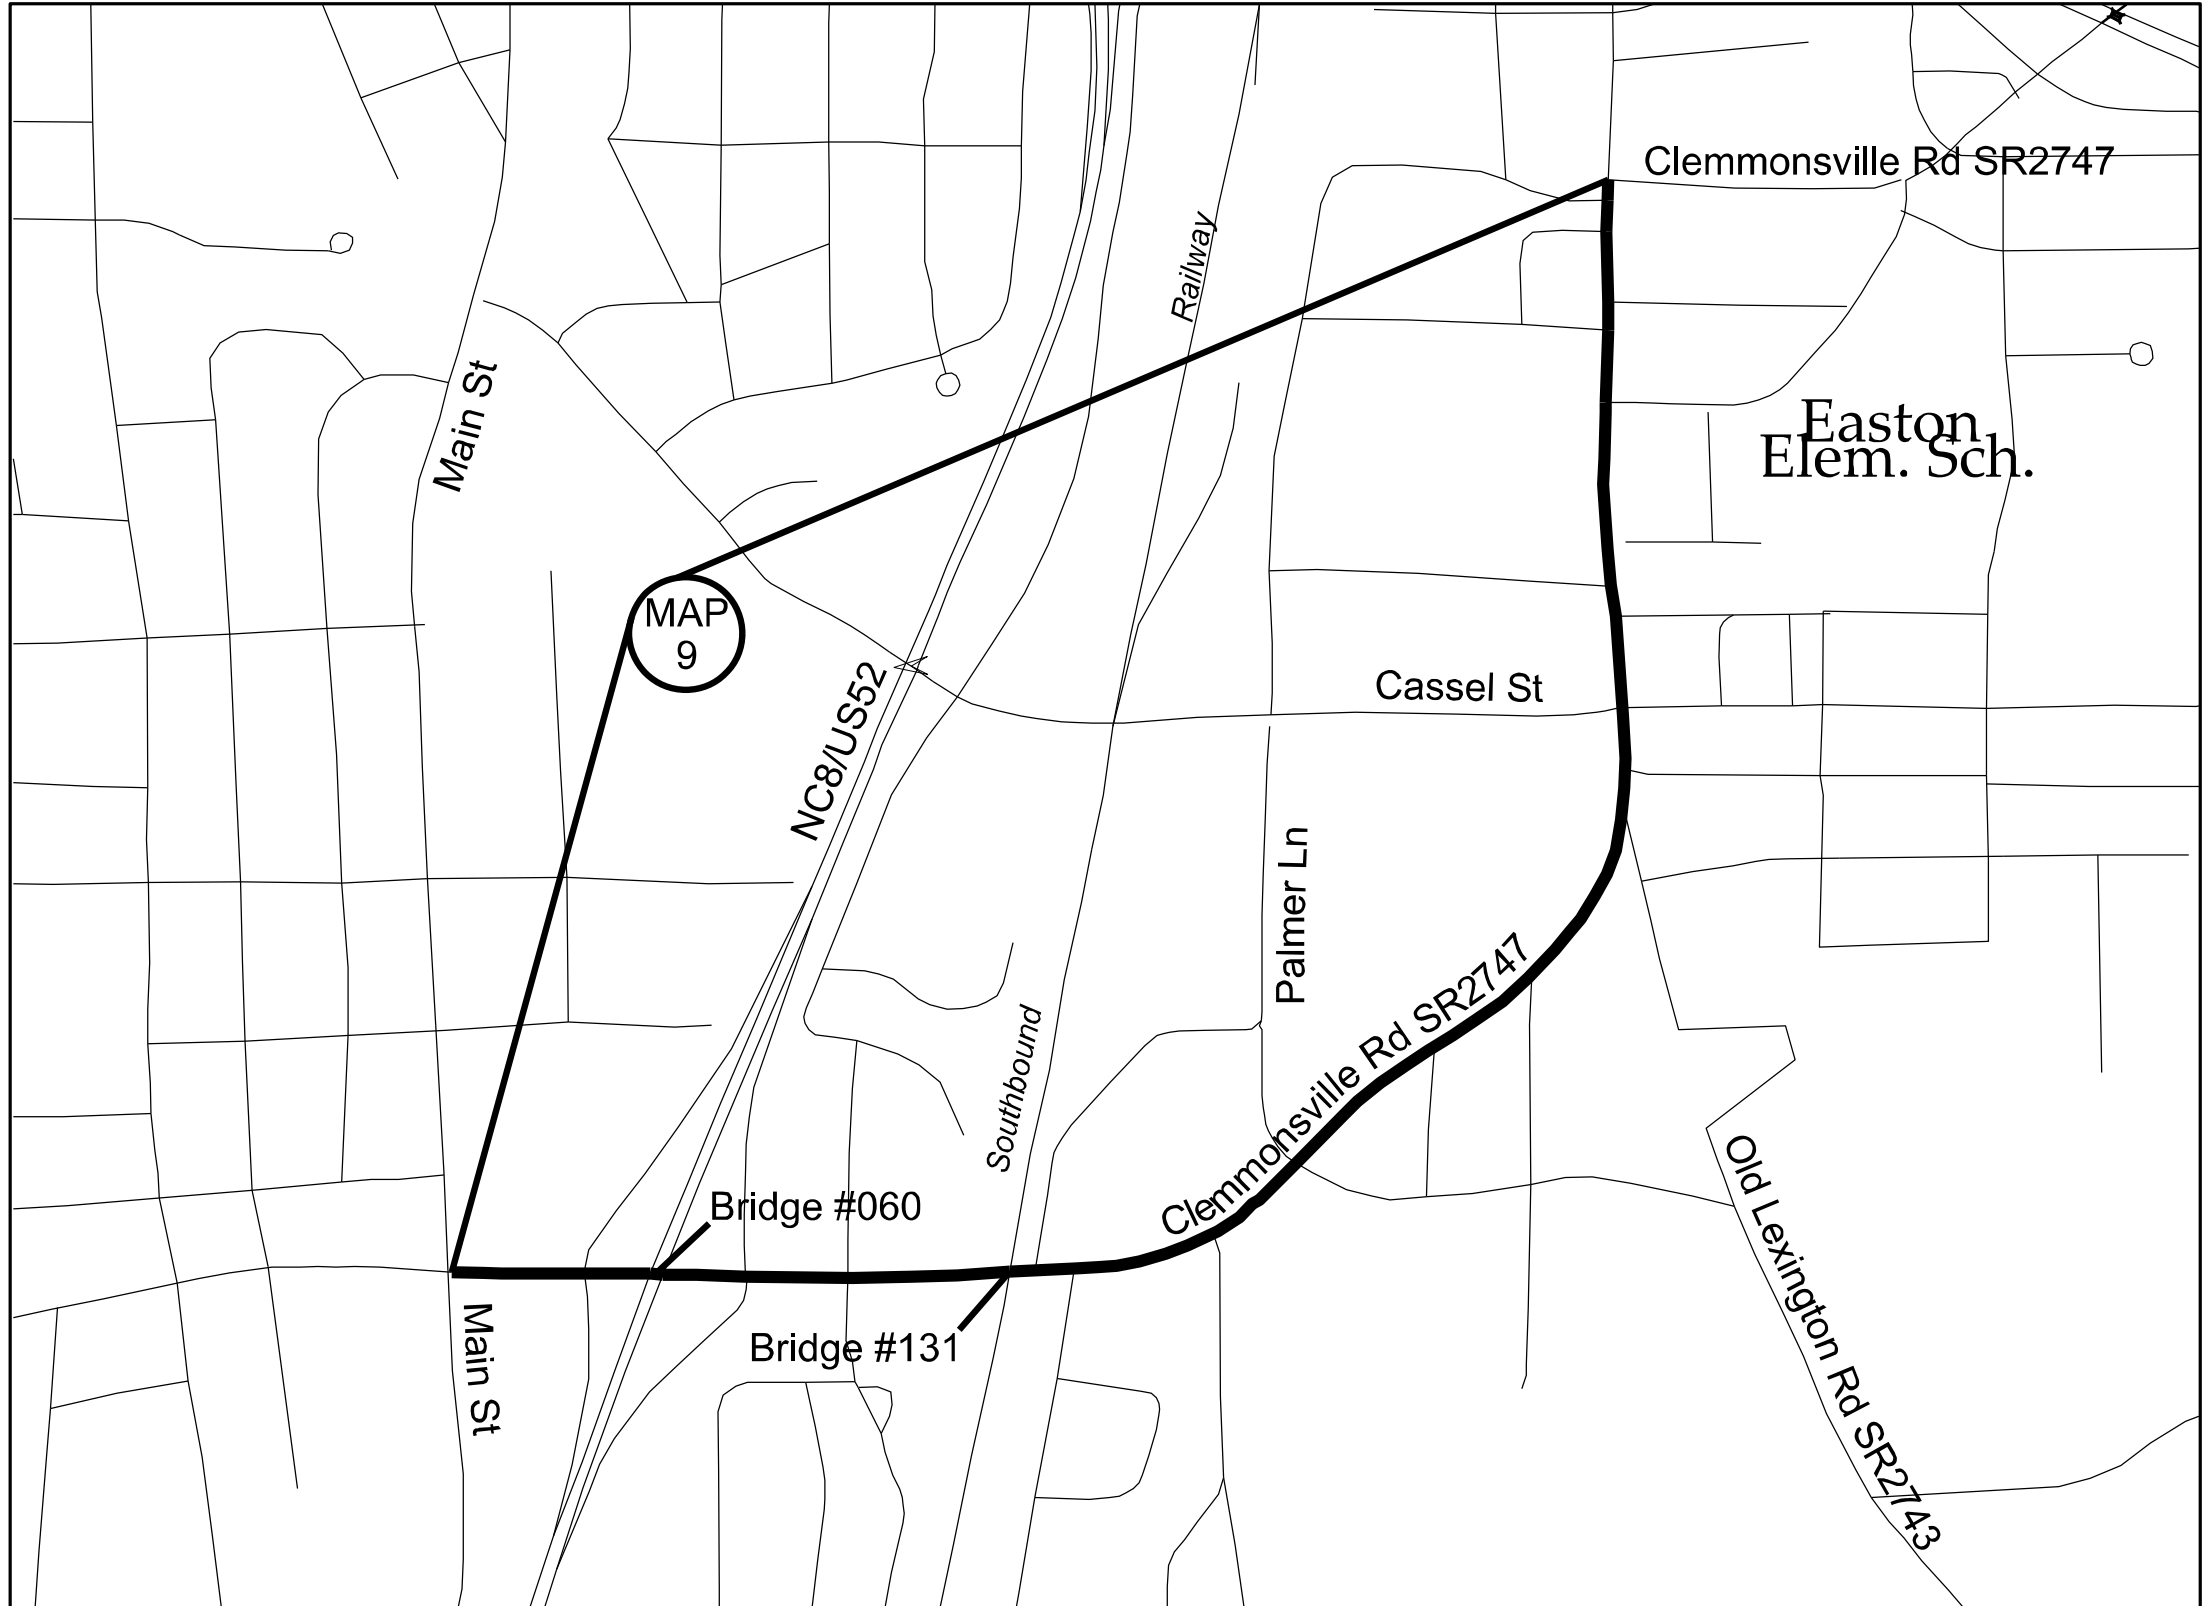 Clemmonsville Rd SR2747
Railway
Main St
Easton
Elem. Sch.
MAP
9
NC8/US52
Cassel St
Palmer Ln
Clemmonsville Rd SR2747
Southbound
Old Lexington Rd SR2743
Bridge #060
Main St
Bridge #131